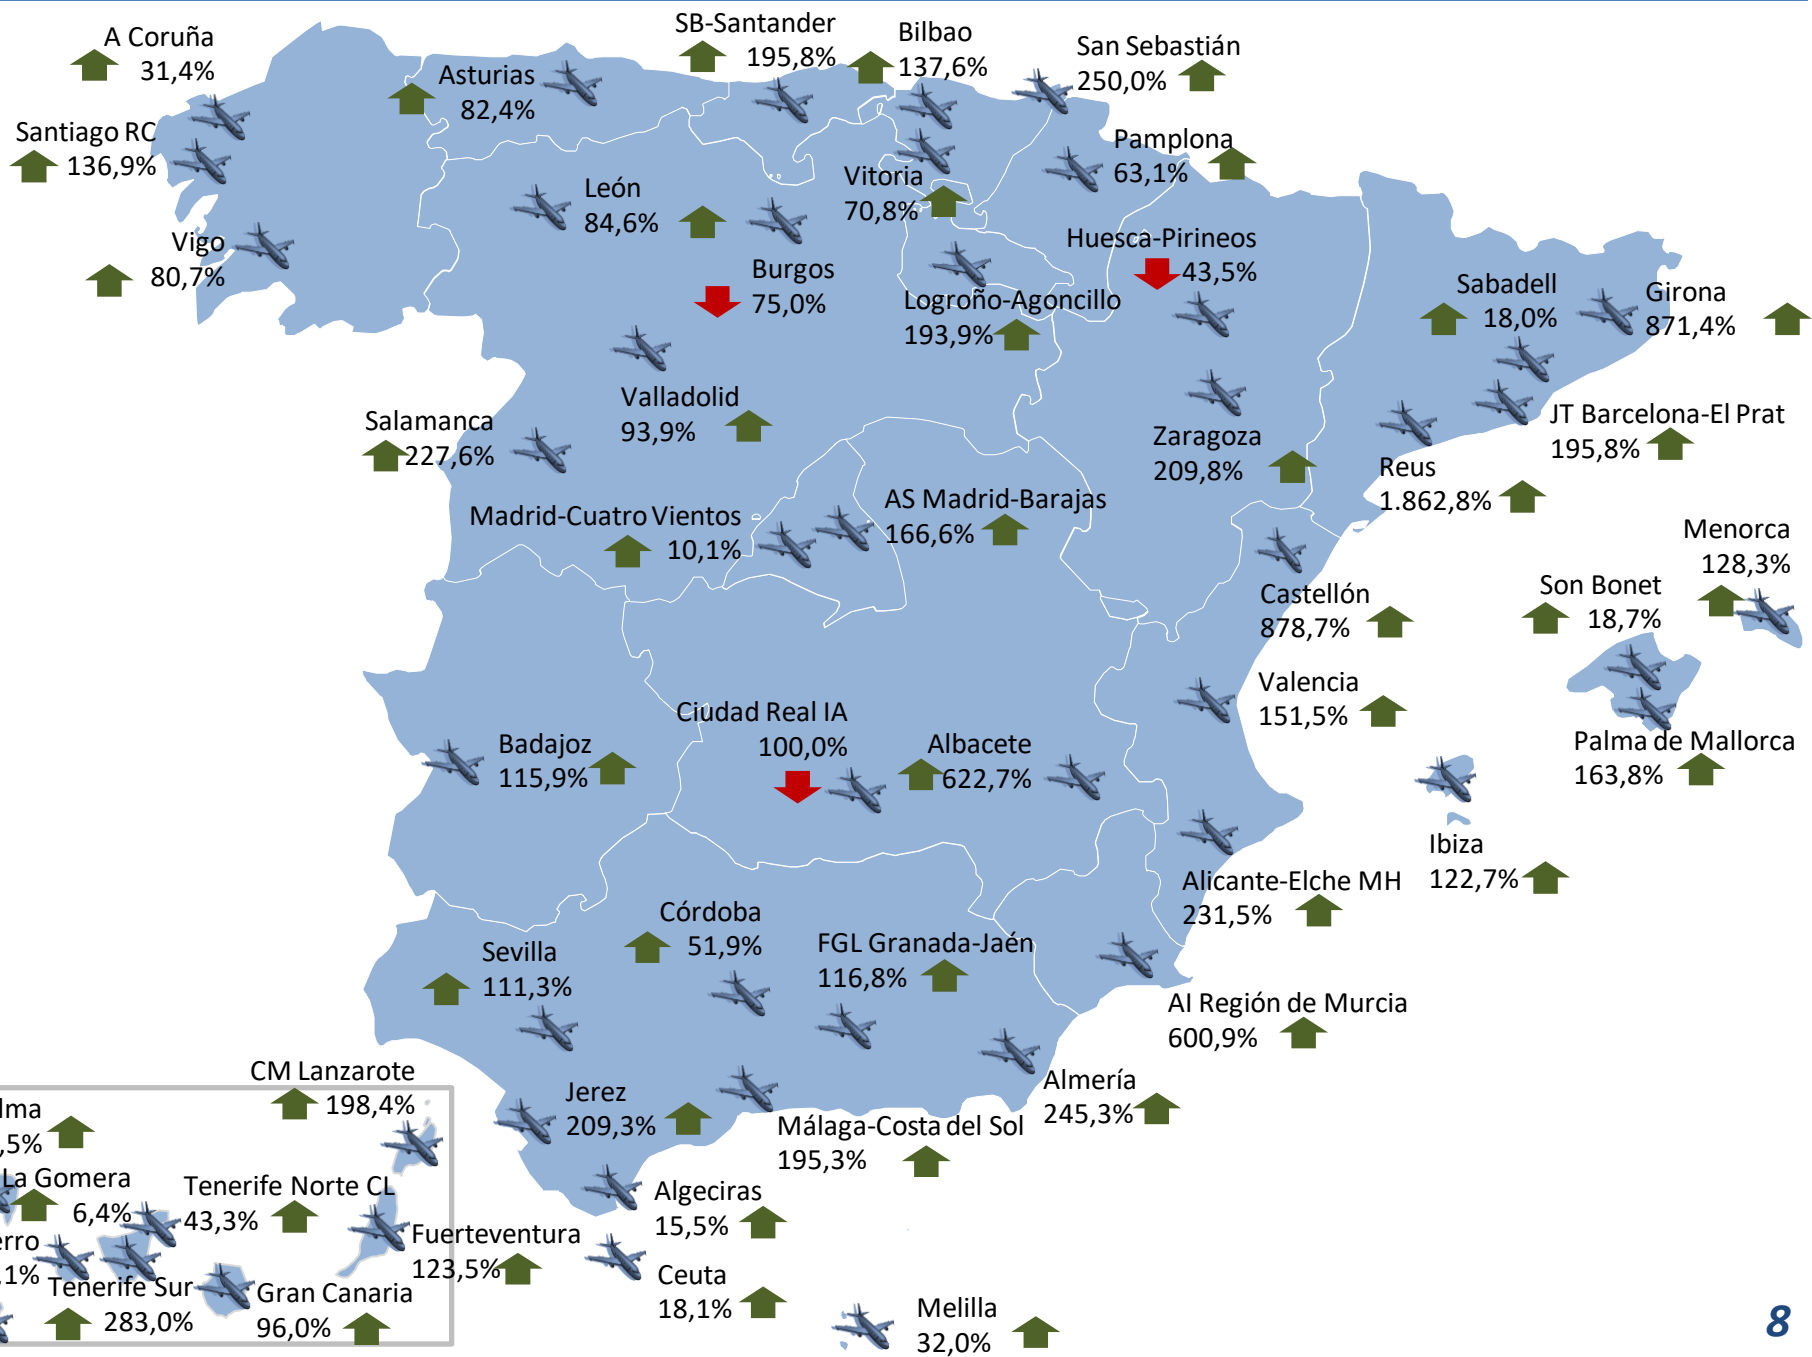 A Coruña
31,4%
SB-Santander
195,8%
Bilbao
137,6%
San Sebastián
250,0%
Asturias
82,4%
Santiago RC
136,9%
Pamplona
63,1%
León
84,6%
Vitoria
70,8%
Vigo
80,7%
Burgos
75,0%
Huesca-Pirineos
43,5%
Logroño-Agoncillo
193,9%
Sabadell
18,0%
Girona
871,4%
Valladolid
93,9%
Salamanca
227,6%
Zaragoza
209,8%
JT Barcelona-El Prat
195,8%
Reus
1.862,8%
Madrid-Cuatro Vientos
10,1%
AS Madrid-Barajas
166,6%
Menorca
128,3%
Son Bonet
18,7%
Castellón
878,7%
Valencia
151,5%
Palma de Mallorca
163,8%
Ciudad Real IA
100,0%
Badajoz
115,9%
Albacete
622,7%
Ibiza
122,7%
Alicante-Elche MH
231,5%
Córdoba
51,9%
Sevilla
111,3%
FGL Granada-Jaén
116,8%
AI Región de Murcia
600,9%
CM Lanzarote
198,4%
Jerez
209,3%
Almería
245,3%
Málaga-Costa del Sol
195,3%
lma
,5%
La Gomera
6,4%
Tenerife Norte CL
43,3%
Algeciras
15,5%
erro
,1%
Fuerteventura
123,5%
Tenerife Sur
283,0%
Gran Canaria
96,0%
Ceuta
18,1%
Melilla
32,0%
8